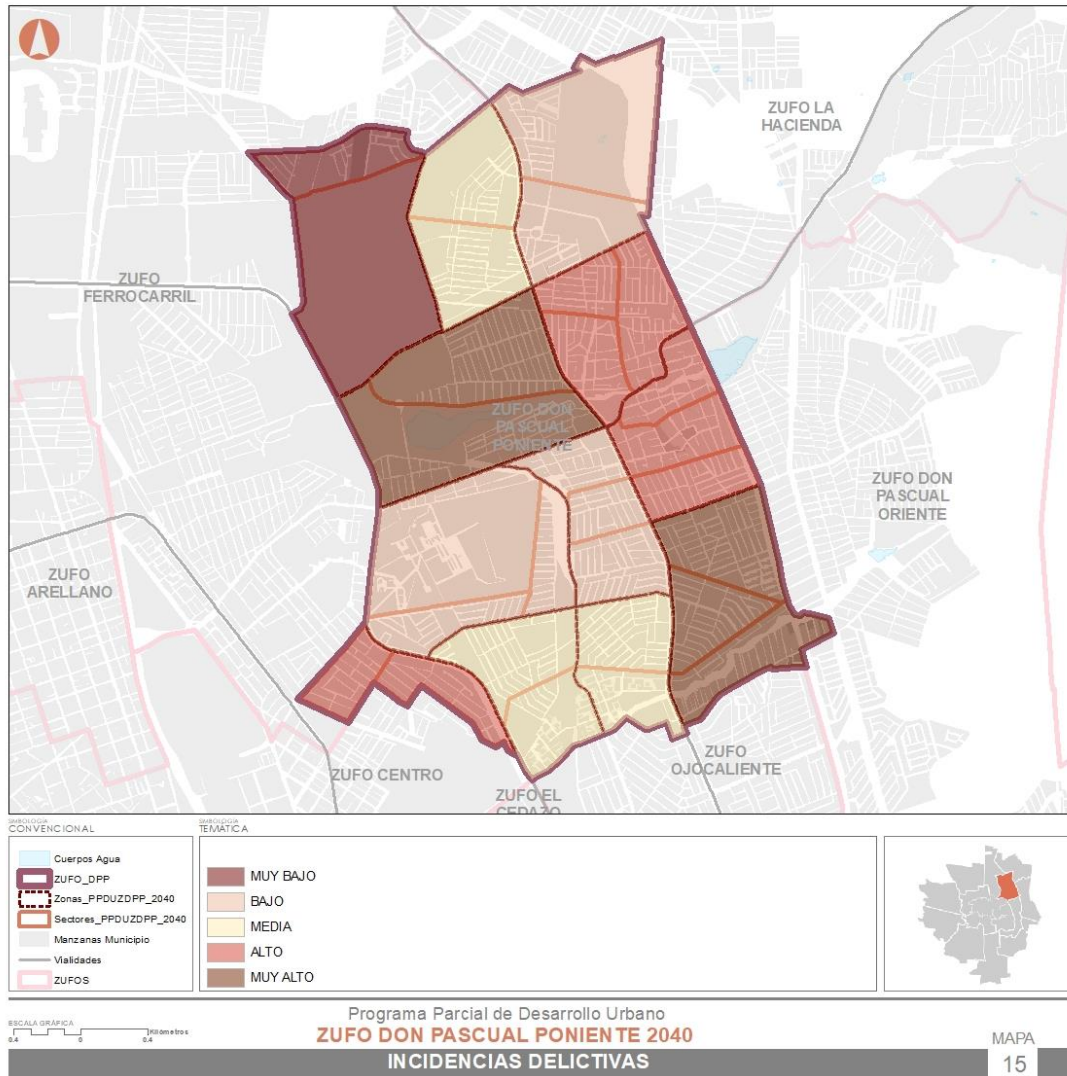 ZUFO LA
HACIENDA
ZUFO
FERROCARRIL
ZUFO DON
PASCUAL
PONIENTE
ZUFO DON
PASCUAL
ORIENTE
ZUFO
ARELLANO
ZUFO CENTRO
ZUFO
OJOCALIENTE
ZUFO EL
CEDAZO
SIMBOLOGÍA
CONVENCIONAL
Cuerpos Agua
ZUFO_DPP
Zonas_PPDUZDPP_2040
Sectores_PPDUZDPP_2040
Manzanas Municipio
Vialidades
ZUFOS
SIMBOLOGÍA
TEMATICA
MUY BAJO
BAJO
MEDIA
ALTO
MUY ALTO
ESCALA GRÁFICA
0.4 0 0.4
Kilómetros
Programa Parcial de Desarrollo Urbano
ZUFO DON PASCUAL PONIENTE 2040
INCIDENCIAS DELICTIVAS
MAPA
15